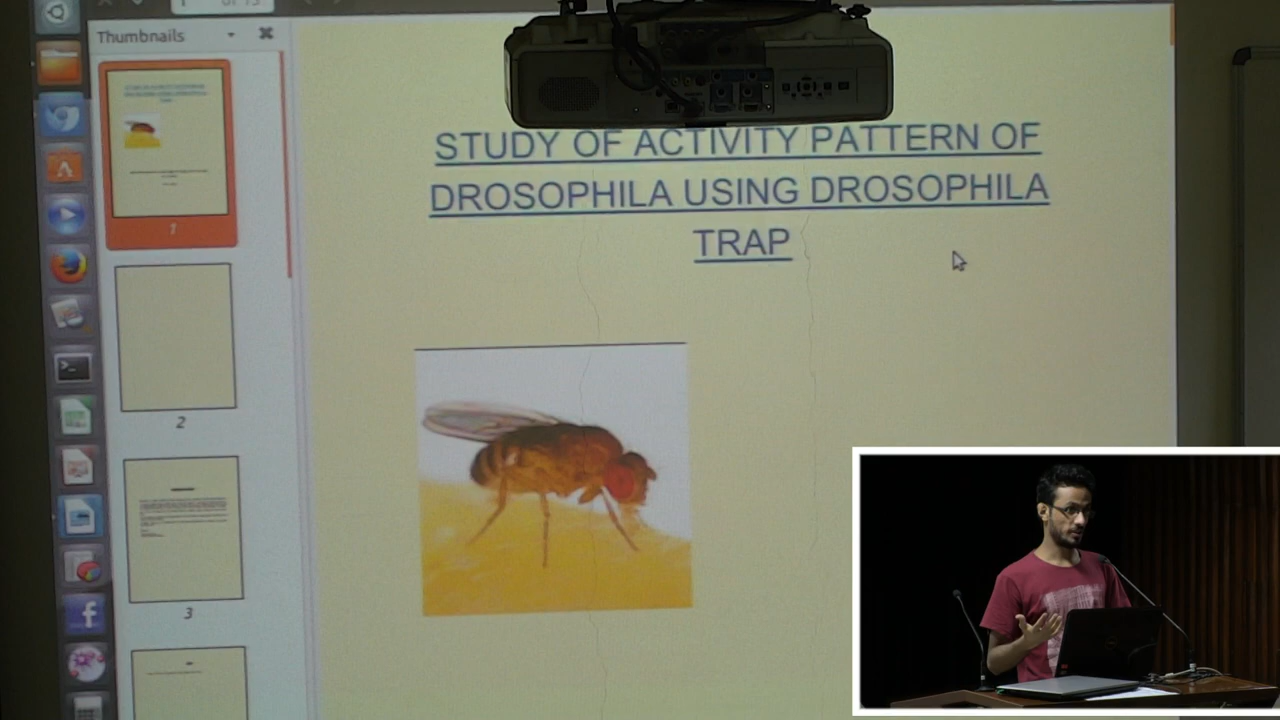 Thumbnails
STUDY OF ACTIVITY PATTERN OF
DROSOPHILA USING DROSOPHILA
TRAP
1
2
3